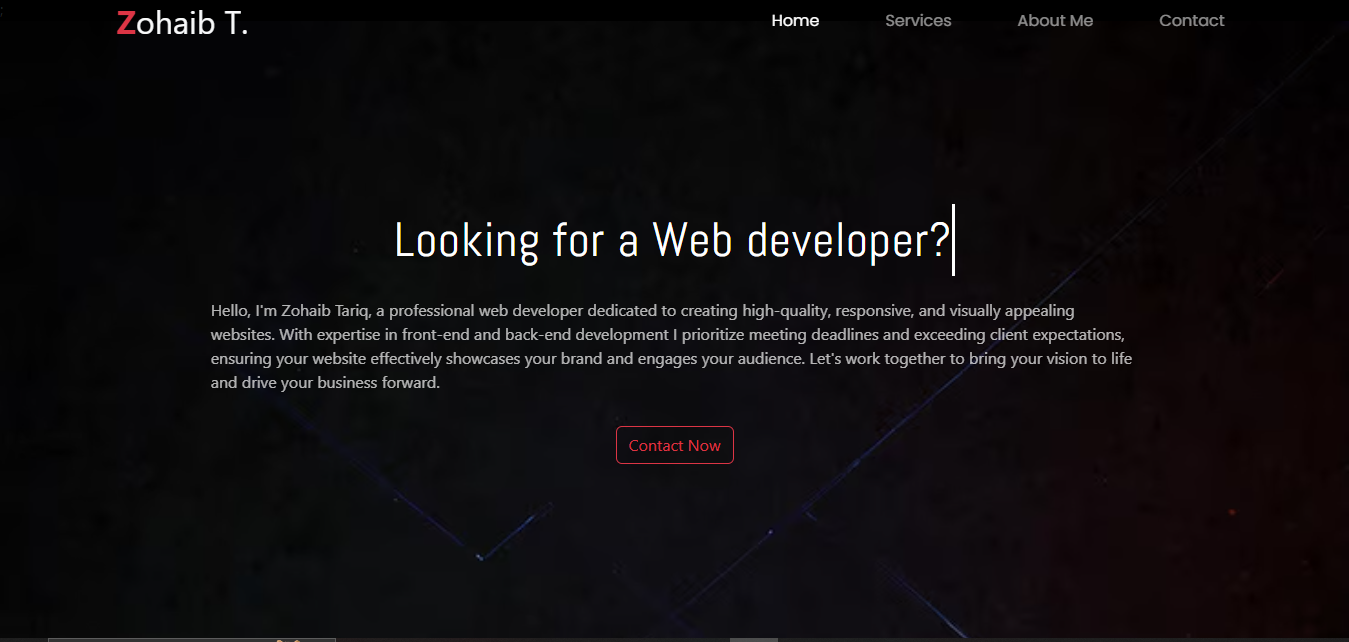 Zohaib T.
Home Services About Me Contact
Looking for a Web developer?
Hello, I'm Zohaib Tariq, a professional web developer dedicated to creating high-quality, responsive, and visually appealing
websites. With expertise in front-end and back-end development I prioritize meeting deadlines and exceeding client expectations,
ensuring your website effectively showcases your brand and engages your audience. Let's work together to bring your vision to life
and drive your business forward.
Contact Now